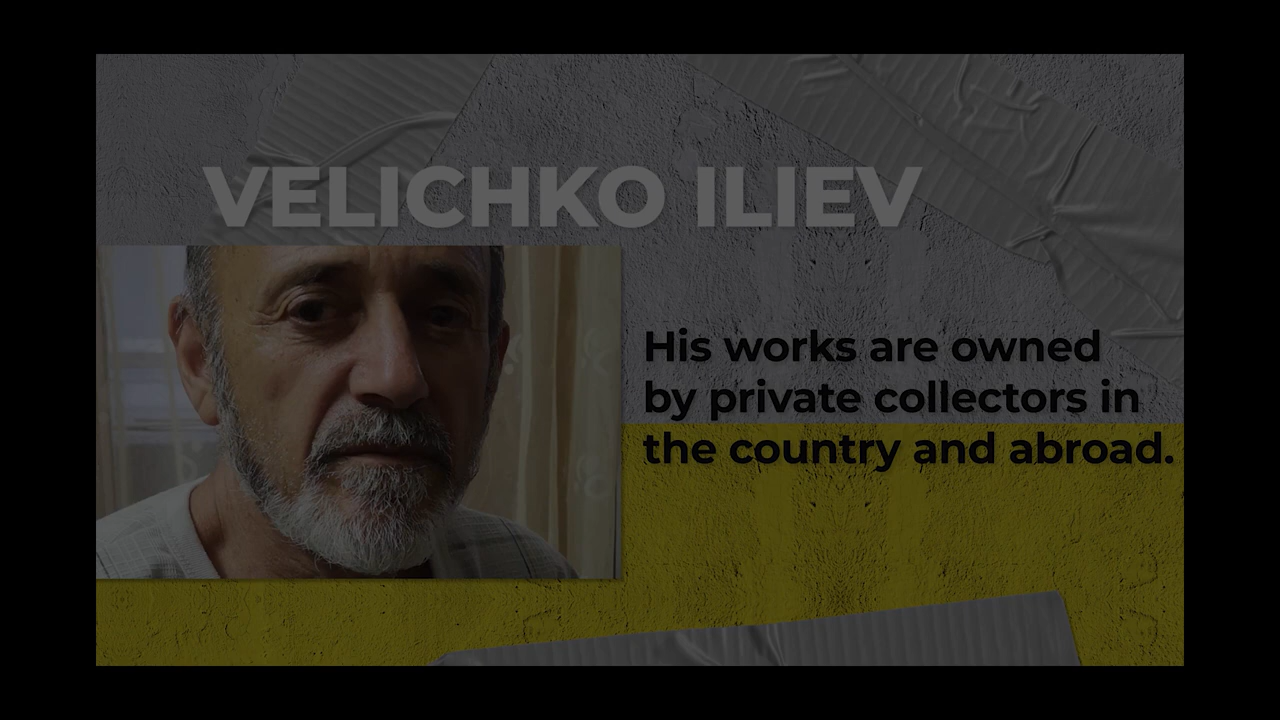 VELICHKO ILIEV
His works are owned
by private collectors in
the country and abroad.